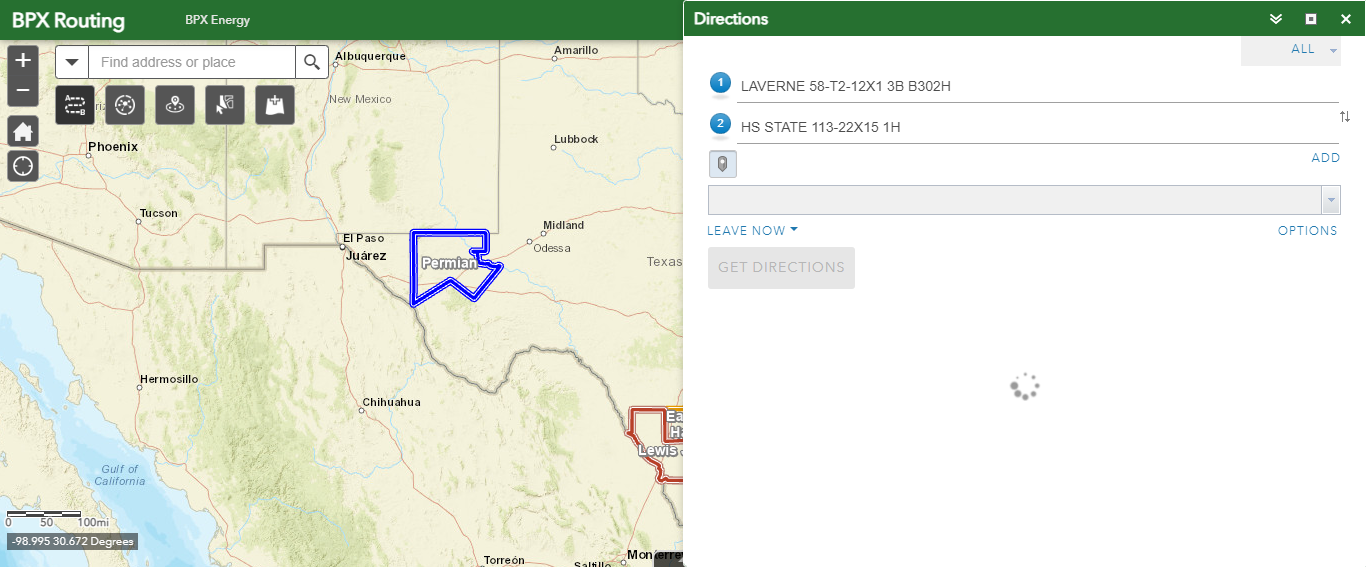 BPX Routing
BPX Energy
Directions
Find address or place
ALL
1 LAVERNE 58-T2-12X1 3B B302H
2 HS STATE 113-22X15 1H
ADD
LEAVE NOW
OPTIONS
GET DIRECTIONS
Amarillo
Albuquerque
New Mexico
Phoenix
Lubbock
Tucson
Midland
Odessa
El Paso
Juárez
Permian
Texas
Hermosillo
Chihuahua
Lewis
Gulf of
California
0 50 100mi
-98.995 30.672 Degrees
Torreón
Saltillo